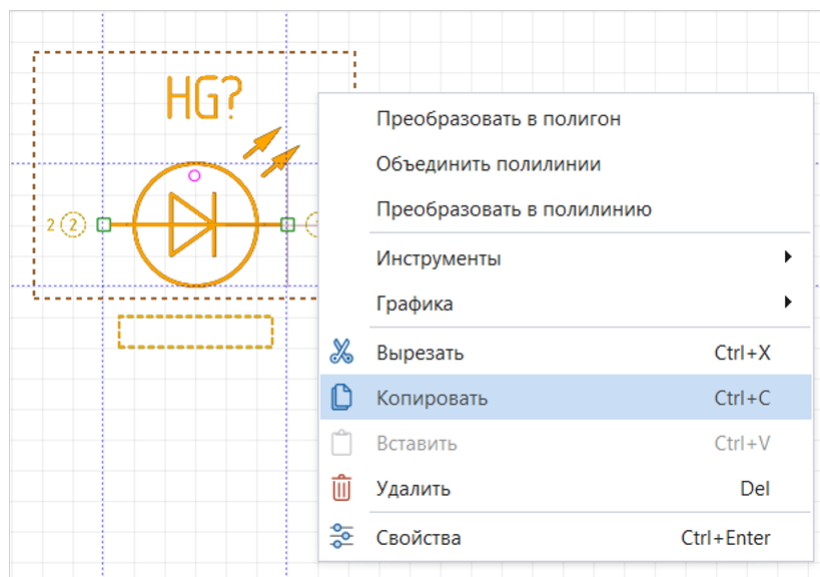 HG?
2 2
Преобразовать в полигон
Объединить полилинии
Преобразовать в полилинию
Инструменты
Графика
Вырезать Ctrl+X
Копировать Ctrl+C
Вставить Ctrl+V
Удалить Del
Свойства Ctrl+Enter